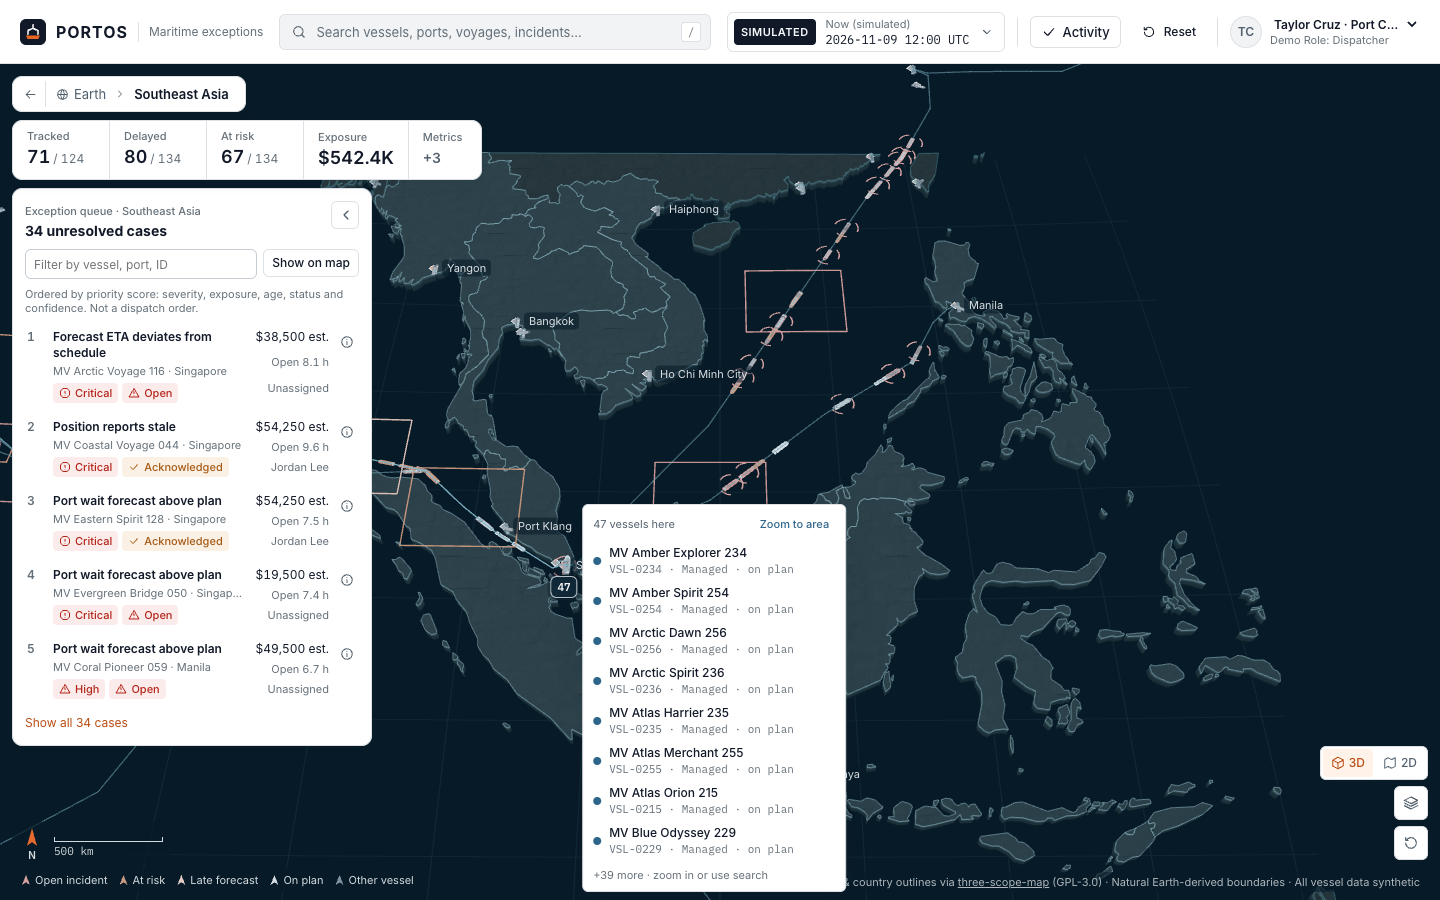 PORTOS
Maritime exceptions
Search vessels, ports, voyages, incidents...
/
SIMULATED
Now (simulated)
2026-11-09 12:00 UTC
Activity
Reset
TC
Taylor Cruz · Port C...
Demo Role: Dispatcher
Earth
Southeast Asia
Tracked
71 / 124
Delayed
80 / 134
At risk
67 / 134
Exposure
$542.4K
Metrics
+3
Exception queue · Southeast Asia
34 unresolved cases
Filter by vessel, port, ID
Show on map
Ordered by priority score: severity, exposure, age, status and
confidence. Not a dispatch order.
1
Forecast ETA deviates from
schedule
MV Arctic Voyage 116 · Singapore
Critical
Open
$38,500 est.
Open 8.1 h
Unassigned
2
Position reports stale
MV Coastal Voyage 044 · Singapore
Critical
Acknowledged
$54,250 est.
Open 9.6 h
Jordan Lee
3
Port wait forecast above plan
MV Eastern Spirit 128 · Singapore
Critical
Acknowledged
$54,250 est.
Open 7.5 h
Jordan Lee
4
Port wait forecast above plan
MV Evergreen Bridge 050 · Singap...
Critical
Open
$19,500 est.
Open 7.4 h
Unassigned
5
Port wait forecast above plan
MV Coral Pioneer 059 · Manila
High
Open
$49,500 est.
Open 6.7 h
Unassigned
Show all 34 cases
Haiphong
Yangon
Bangkok
Manila
Ho Chi Minh City
Port Klang
S
47
47 vessels here
Zoom to area
MV Amber Explorer 234
VSL-0234 · Managed · on plan
MV Amber Spirit 254
VSL-0254 · Managed · on plan
MV Arctic Dawn 256
VSL-0256 · Managed · on plan
MV Arctic Spirit 236
VSL-0236 · Managed · on plan
MV Atlas Harrier 235
VSL-0235 · Managed · on plan
MV Atlas Merchant 255
VSL-0255 · Managed · on plan
MV Atlas Orion 215
VSL-0215 · Managed · on plan
MV Blue Odyssey 229
VSL-0229 · Managed · on plan
+39 more · zoom in or use search
aya
3D
2D
N
500 km
Open incident
At risk
Late forecast
On plan
Other vessel
& country outlines via three-scope-map (GPL-3.0) · Natural Earth-derived boundaries · All vessel data synthetic